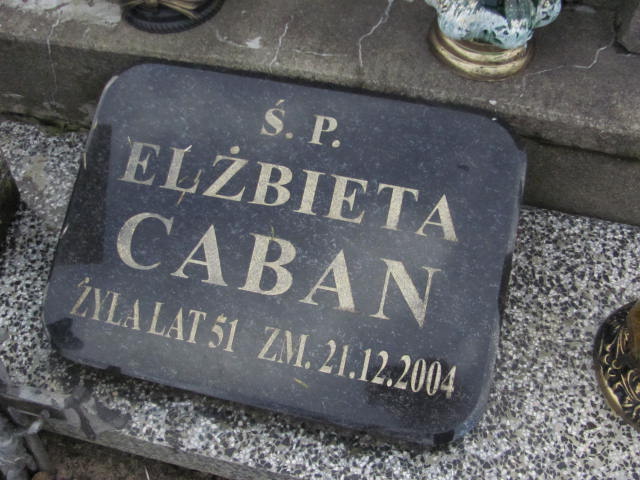 Ś. P.
ELŻBIETA
CABAN
ŻYŁA LAT 51 ZM. 21.12.2004